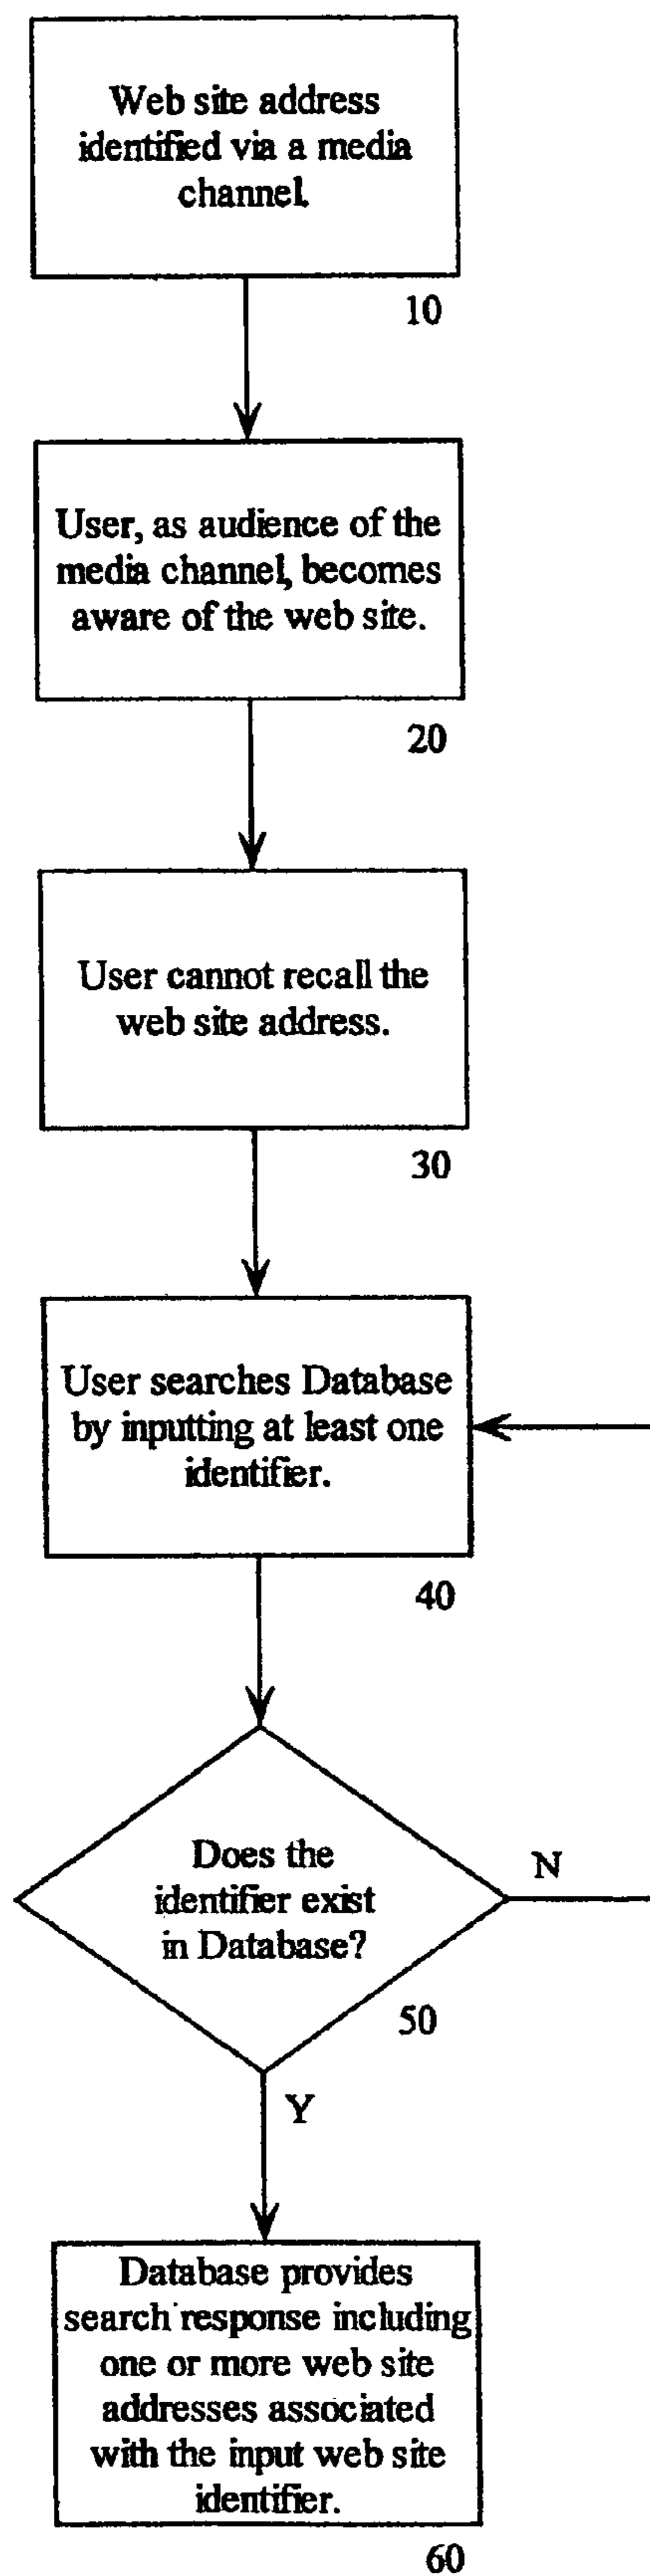 Web site address
identified via a media
channel.
10
User, as audience of the
media channel, becomes
aware of the web site.
20
User cannot recall the
web site address.
30
User searches Database
by inputting at least one
identifier.
40
Does the
identifier exist
in Database?
N
50
Y
Database provides
search response including
one or more web site
addresses associated
with the input web site
identifier.
60